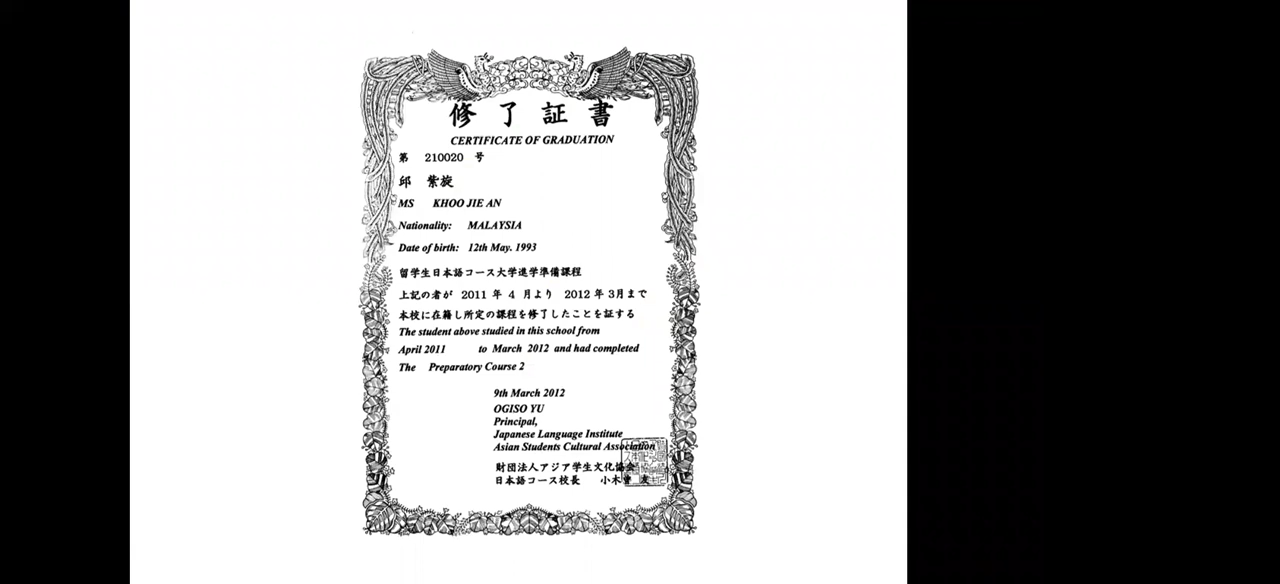 修了証書
CERTIFICATE OF GRADUATION
第 210020 号
邱 紫旋
MS KHOO JIE AN
Nationality: MALAYSIA
Date of birth: 12th May. 1993
留学生日本語コース大学進学準備課程
上記の者が 2011 年 4 月より 2012 年 3月まで
本校に在籍し所定の課程を修了したことを証する
The student above studied in this school from
April 2011 to March 2012 and had completed
The Preparatory Course 2
9th March 2012
OGISO YU
Principal,
Japanese Language Institute
Asian Students Cultural Association
財団法人アジア学生文化協会
日本語コース校長 小木曽 友